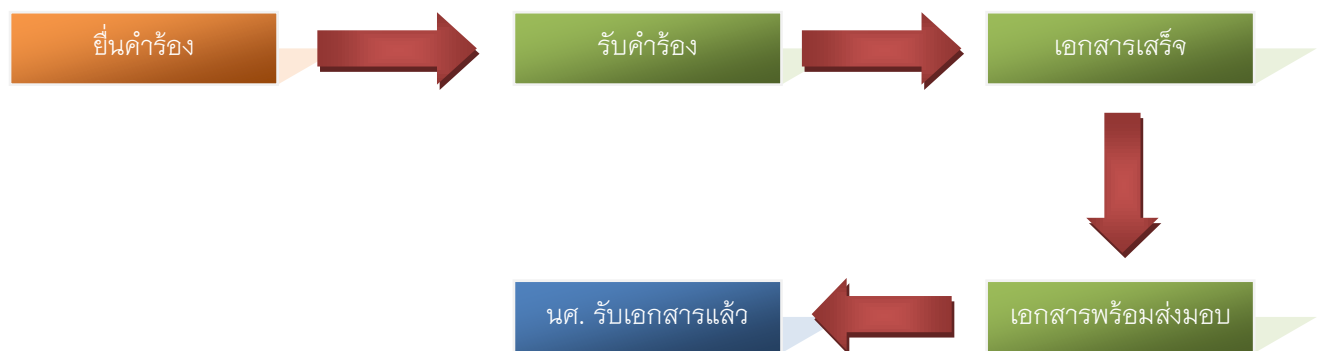 ยื่นคำร้อง
รับคำร้อง
เอกสารเสร็จ
เอกสารพร้อมส่งมอบ
นศ. รับเอกสารแล้ว